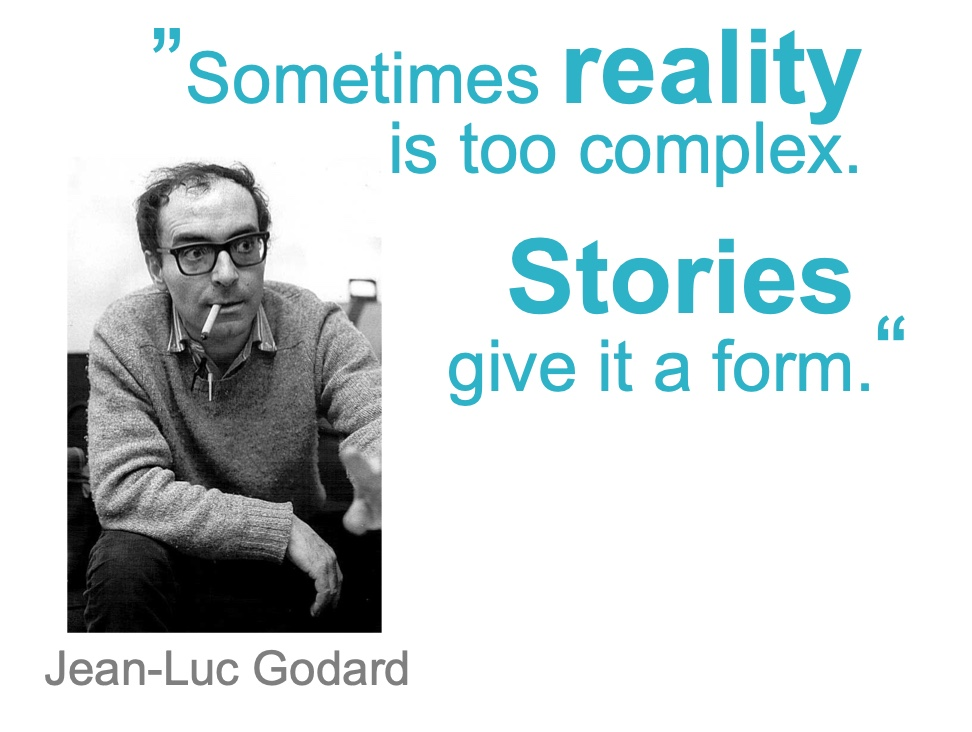 ”Sometimes reality
is too complex.
Stories
give it a form.“
Jean-Luc Godard